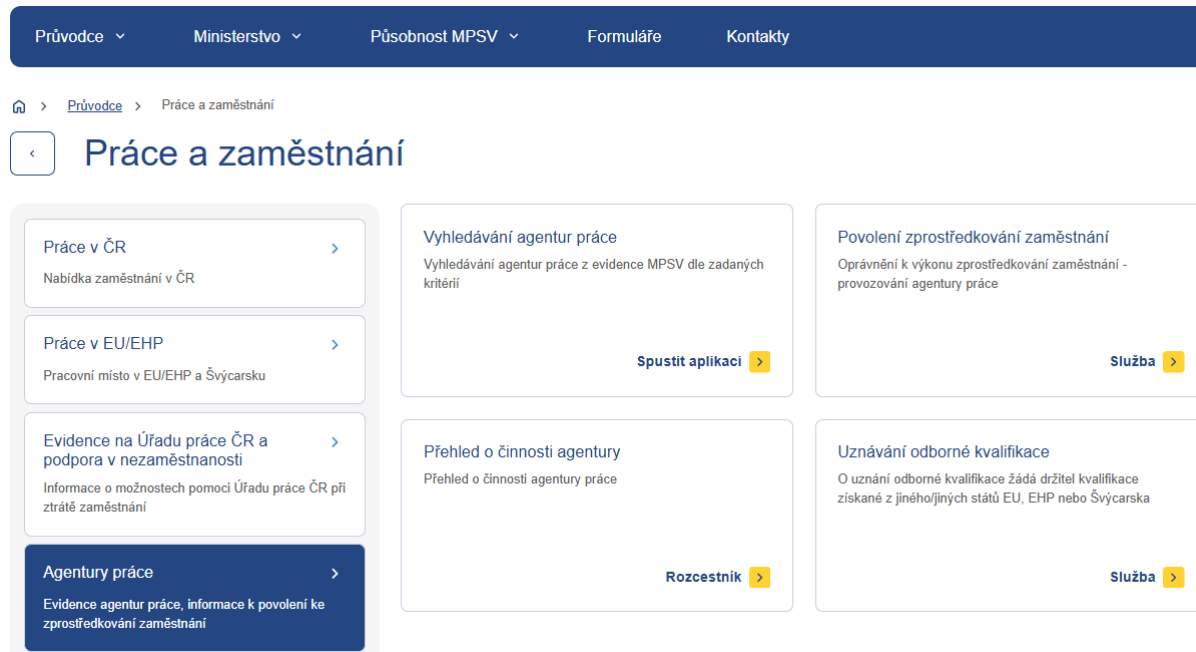 Průvodce
Ministerstvo
Působnost MPSV
Formuláře
Kontakty
Průvodce
Práce a zaměstnání
Práce a zaměstnání
Práce v ČR
Nabídka zaměstnání v ČR
Práce v EU/EHP
Pracovní místo v EU/EHP a Švýcarsku
Evidence na Úřadu práce ČR a
podpora v nezaměstnanosti
Informace o možnostech pomoci Úřadu práce ČR při
ztrátě zaměstnání
Agentury práce
Evidence agentur práce, informace k povolení ke
zprostředkování zaměstnání
Vyhledávání agentur práce
Vyhledávání agentur práce z evidence MPSV dle zadaných
kritérií
Spustit aplikaci
Povolení zprostředkování zaměstnání
Oprávnění k výkonu zprostředkování zaměstnání -
provozování agentury práce
Služba
Přehled o činnosti agentury
Přehled o činnosti agentury práce
Rozcestník
Uznávání odborné kvalifikace
O uznání odborné kvalifikace žádá držitel kvalifikace
získané z jiného/jiných států EU, EHP nebo Švýcarska
Služba